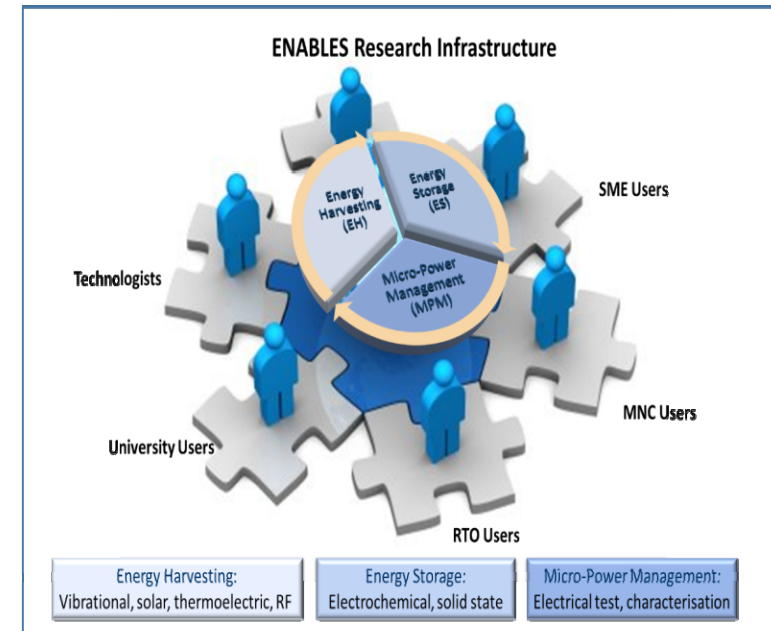 ENABLES Research Infrastructure
Energy
Harvesting
(EH)
Energy
Storage
(ES)
Micro-Power
Management
(MPM)
SME Users
Technologists
MNC Users
University Users
RTO Users
Energy Harvesting:
Vibrational, solar, thermoelectric, RF
Energy Storage:
Electrochemical, solid state
Micro-Power Management:
Electrical test, characterisation